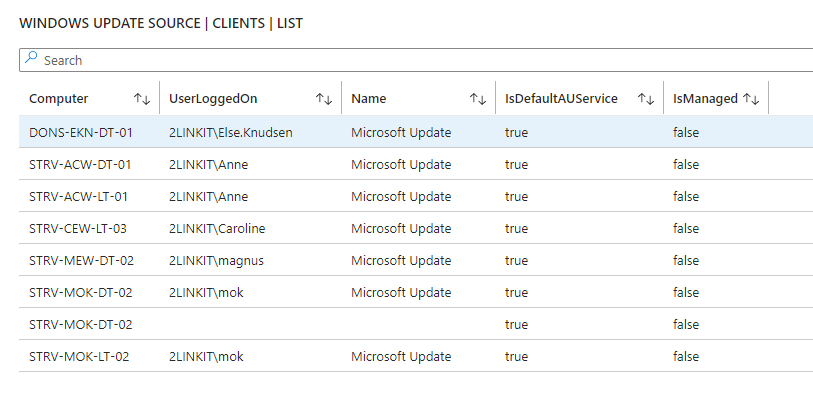 WINDOWS UPDATE SOURCE | CLIENTS | LIST
Search
Computer UserLoggedOn Name IsDefaultAUService IsManaged
DONS-EKN-DT-01 2LINKIT\Else.Knudsen Microsoft Update true false
STRV-ACW-DT-01 2LINKIT\Anne Microsoft Update true false
STRV-ACW-LT-01 2LINKIT\Anne Microsoft Update true false
STRV-CEW-LT-03 2LINKIT\Caroline Microsoft Update true false
STRV-MEW-DT-02 2LINKIT\magnus Microsoft Update true false
STRV-MOK-DT-02 2LINKIT\mok Microsoft Update true false
STRV-MOK-DT-02 true false
STRV-MOK-LT-02 2LINKIT\mok Microsoft Update true false